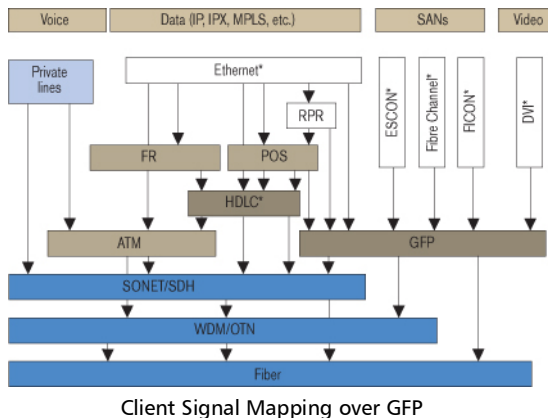 Voice
Data (IP, IPX, MPLS, etc.)
SANs
Video
Private
lines
Ethernet*
RPR
ESCON*
Fibre Channel*
FICON*
DVI*
FR
POS
HDLC*
ATM
GFP
SONET/SDH
WDM/OTN
Fiber
Client Signal Mapping over GFP